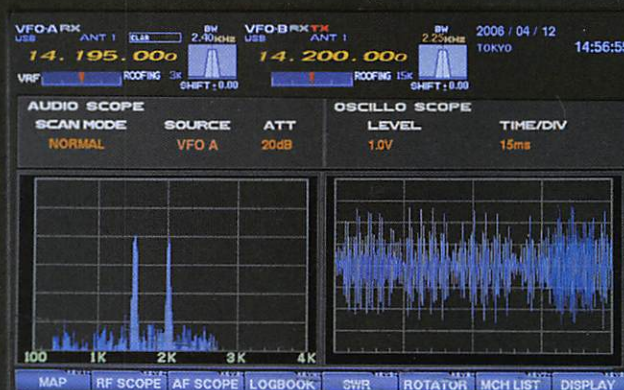 VFO-A RX VFO-B RX TX 2006 / 04 / 12
USB ANT 1 CLAR BW 2.40KHz USB ANT 1 BW 2.25KHz TOKYO 14:56:55
14.195.000 14.200.000
VRF ROOFING 3K SHIFT ± 0.00 ROOFING 15K SHIFT ± 0.00
AUDIO SCOPE OSCILLO SCOPE
SCAN MODE SOURCE ATT LEVEL TIME/DIV
NORMAL VFO A 20dB 1.0V 15ms
100 1K 2K 3K 4K
MAP RF SCOPE AF SCOPE LOGBOOK SWR ROTATOR MCH LIST DISPLAY